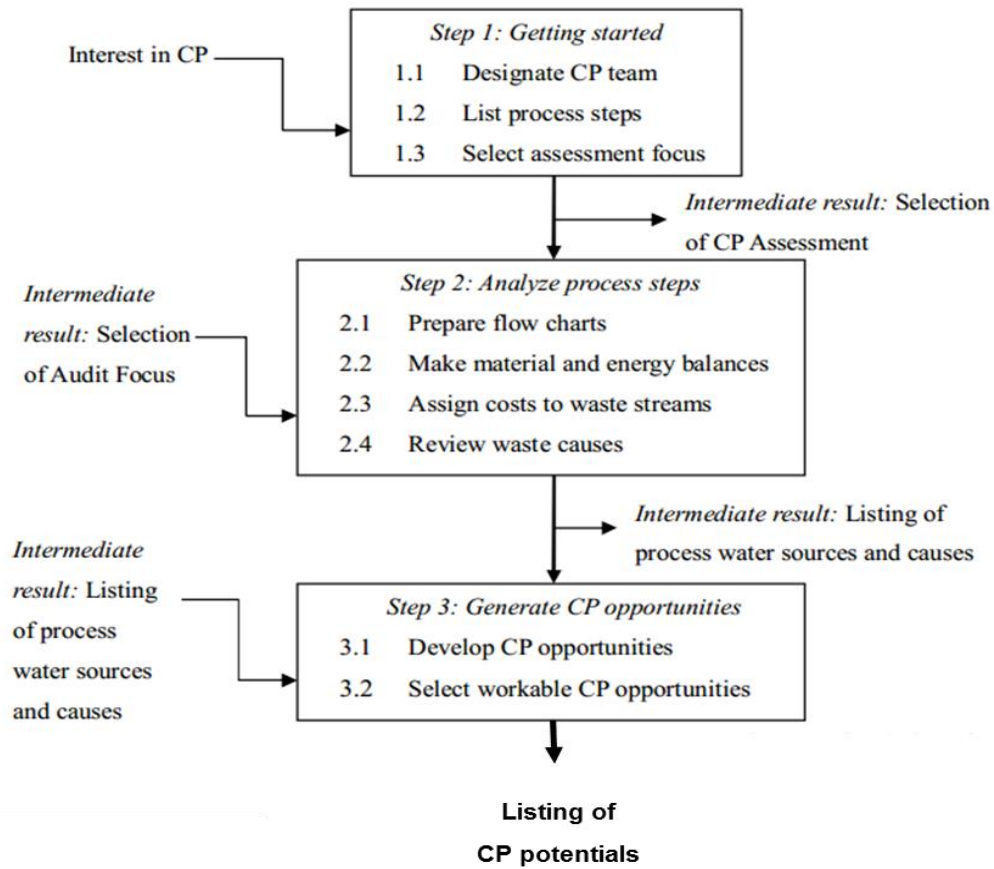 Interest in CP
Step 1: Getting started
1.1 Designate CP team
1.2 List process steps
1.3 Select assessment focus
Intermediate result: Selection
of CP Assessment
Intermediate
result: Selection
of Audit Focus
Step 2: Analyze process steps
2.1 Prepare flow charts
2.2 Make material and energy balances
2.3 Assign costs to waste streams
2.4 Review waste causes
Intermediate result: Listing of
process water sources and causes
Intermediate
result: Listing
of process
water sources
and causes
Step 3: Generate CP opportunities
3.1 Develop CP opportunities
3.2 Select workable CP opportunities
Listing of
CP potentials